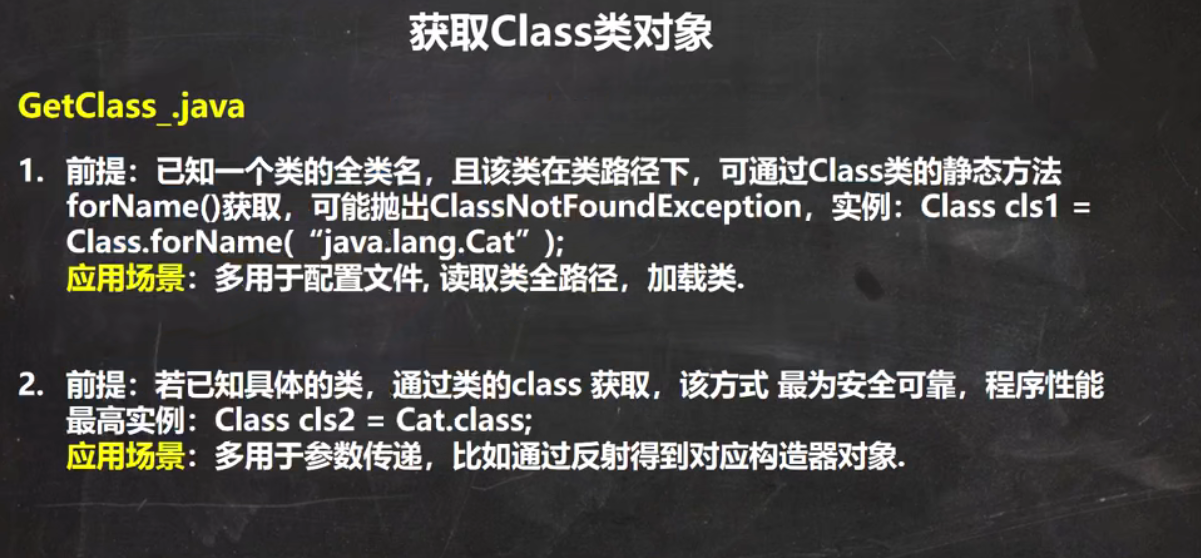 获取Class类对象
GetClass_.java
1. 前提：已知一个类的全类名，且该类在类路径下，可通过Class类的静态方法
forName()获取，可能抛出ClassNotFoundException，实例：Class cls1 =
Class.forName(“java.lang.Cat”);
应用场景：多用于配置文件, 读取类全路径，加载类.
2. 前提：若已知具体的类，通过类的class 获取，该方式 最为安全可靠，程序性能
最高实例：Class cls2 = Cat.class;
应用场景：多用于参数传递，比如通过反射得到对应构造器对象.